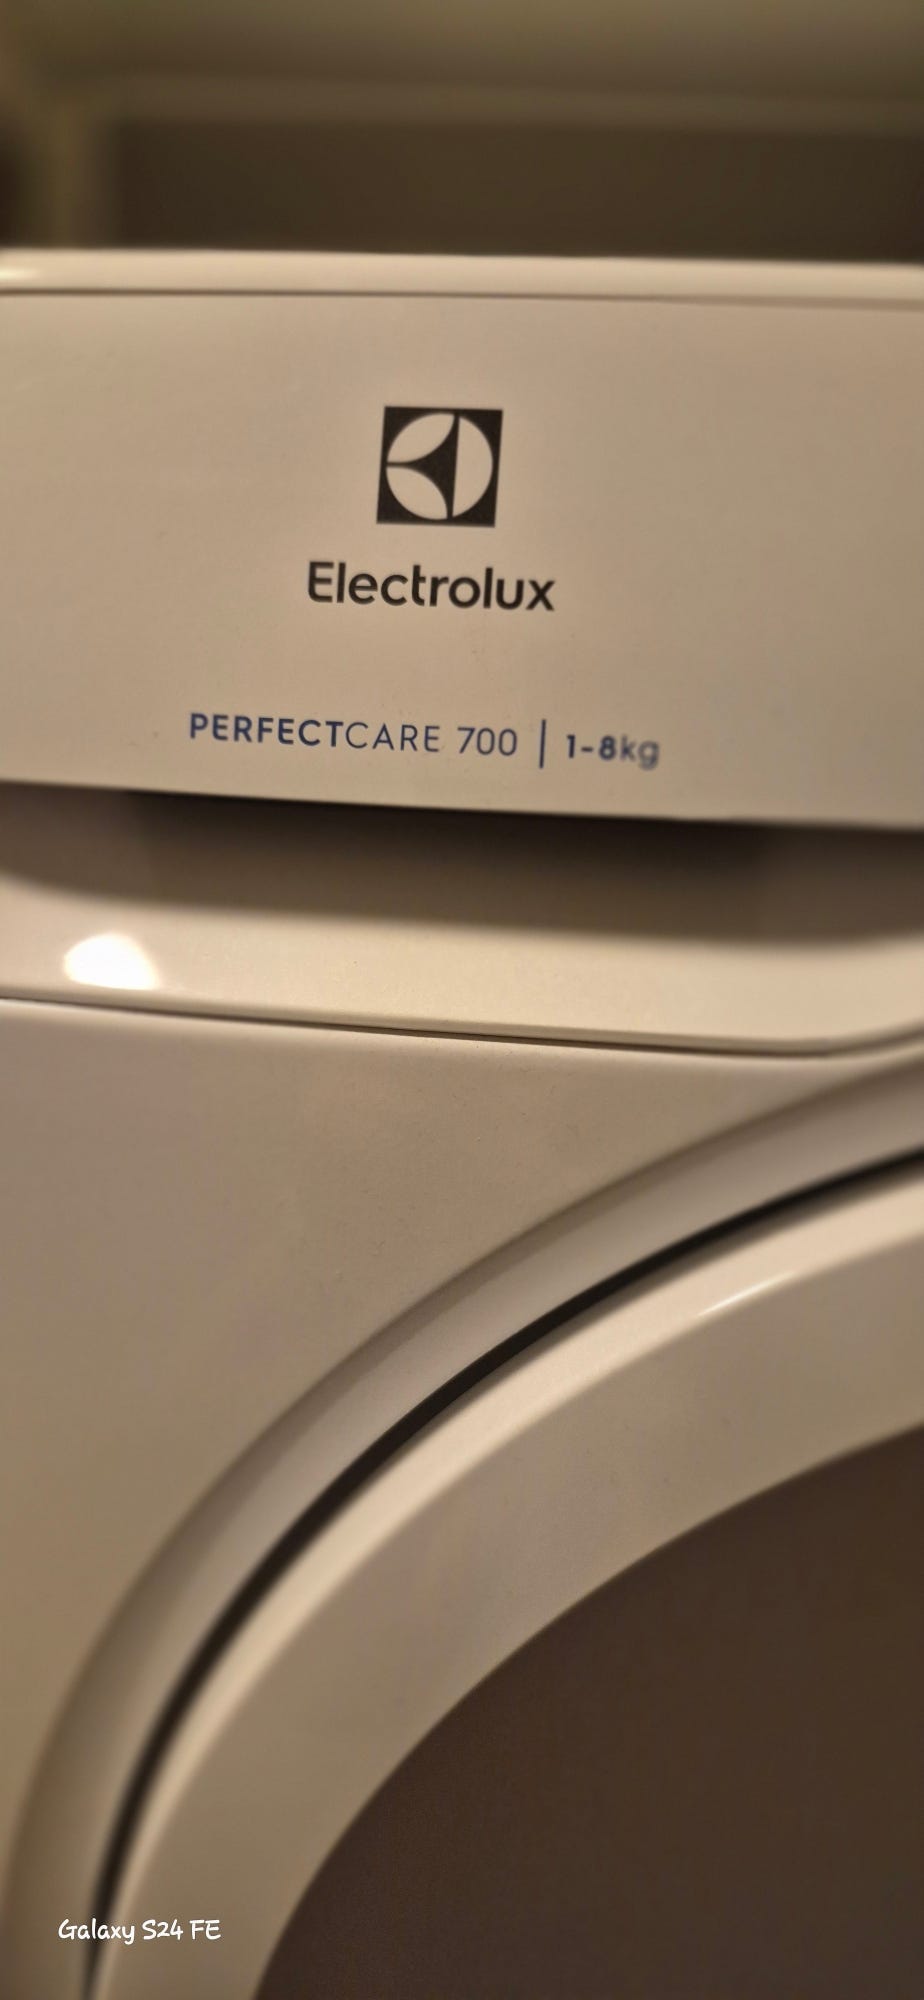 Electrolux
PERFECTCARE 700 | 1-8kg
Galaxy S24 FE